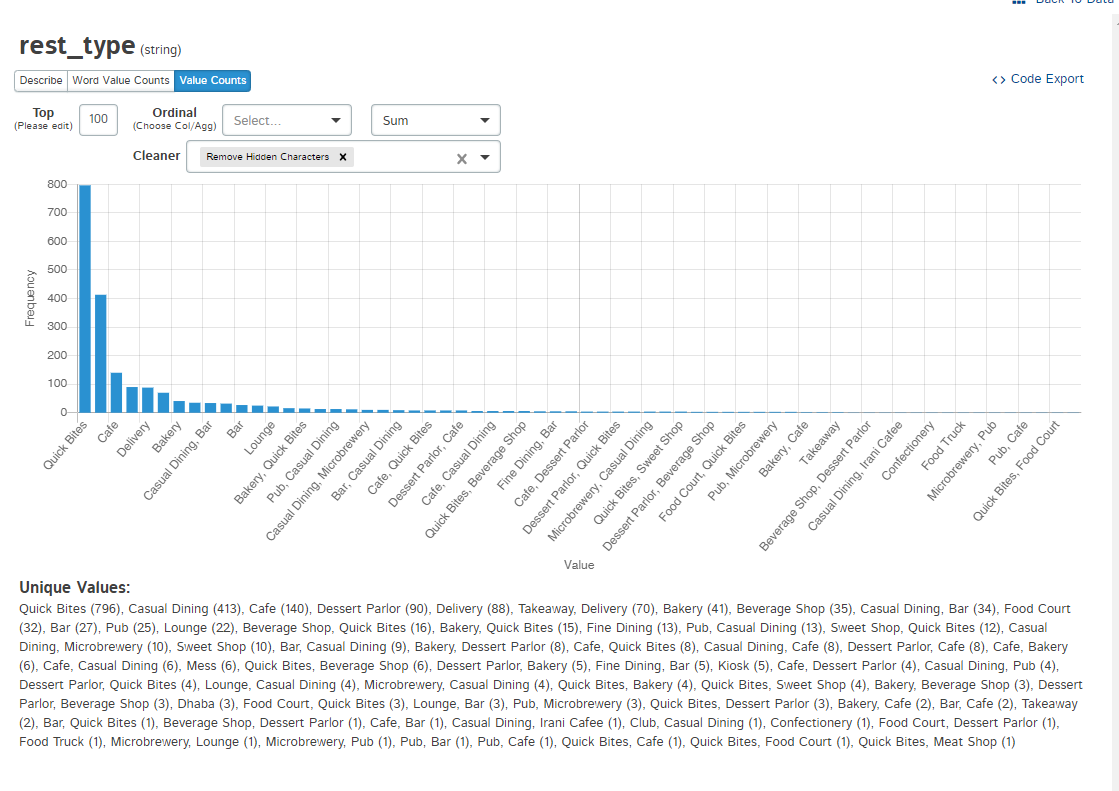 Back To Data
rest_type (string)
Describe Word Value Counts Value Counts
<> Code Export
Top
(Please edit)
100
Ordinal
(Choose Col/Agg)
Select...
Sum
Cleaner
Remove Hidden Characters
800
700
600
500
400
300
200
100
0
Frequency
Quick Bites
Cafe
Delivery
Bakery
Casual Dining, Bar
Bar
Lounge
Bakery, Quick Bites
Pub, Casual Dining
Casual Dining, Microbrewery
Bar, Casual Dining
Cafe, Quick Bites
Dessert Parlor, Cafe
Cafe, Casual Dining
Quick Bites, Beverage Shop
Fine Dining, Bar
Cafe, Dessert Parlor
Dessert Parlor, Quick Bites
Microbrewery, Casual Dining
Quick Bites, Sweet Shop
Dessert Parlor, Beverage Shop
Food Court, Quick Bites
Pub, Microbrewery
Bakery, Cafe
Takeaway
Beverage Shop, Dessert Parlor
Casual Dining, Irani Cafee
Confectionery
Food Truck
Microbrewery, Pub
Pub, Cafe
Quick Bites, Food Court
Value
Unique Values:
Quick Bites (796), Casual Dining (413), Cafe (140), Dessert Parlor (90), Delivery (88), Takeaway, Delivery (70), Bakery (41), Beverage Shop (35), Casual Dining, Bar (34), Food Court
(32), Bar (27), Pub (25), Lounge (22), Beverage Shop, Quick Bites (16), Bakery, Quick Bites (15), Fine Dining (13), Pub, Casual Dining (13), Sweet Shop, Quick Bites (12), Casual
Dining, Microbrewery (10), Sweet Shop (10), Bar, Casual Dining (9), Bakery, Dessert Parlor (8), Cafe, Quick Bites (8), Casual Dining, Cafe (8), Dessert Parlor, Cafe (8), Cafe, Bakery
(6), Cafe, Casual Dining (6), Mess (6), Quick Bites, Beverage Shop (6), Dessert Parlor, Bakery (5), Fine Dining, Bar (5), Kiosk (5), Cafe, Dessert Parlor (4), Casual Dining, Pub (4),
Dessert Parlor, Quick Bites (4), Lounge, Casual Dining (4), Microbrewery, Casual Dining (4), Quick Bites, Bakery (4), Quick Bites, Sweet Shop (4), Bakery, Beverage Shop (3), Dessert
Parlor, Beverage Shop (3), Dhaba (3), Food Court, Quick Bites (3), Lounge, Bar (3), Pub, Microbrewery (3), Quick Bites, Dessert Parlor (3), Bakery, Cafe (2), Bar, Cafe (2), Takeaway
(2), Bar, Quick Bites (1), Beverage Shop, Dessert Parlor (1), Cafe, Bar (1), Casual Dining, Irani Cafee (1), Club, Casual Dining (1), Confectionery (1), Food Court, Dessert Parlor (1),
Food Truck (1), Microbrewery, Lounge (1), Microbrewery, Pub (1), Pub, Bar (1), Pub, Cafe (1), Quick Bites, Cafe (1), Quick Bites, Food Court (1), Quick Bites, Meat Shop (1)